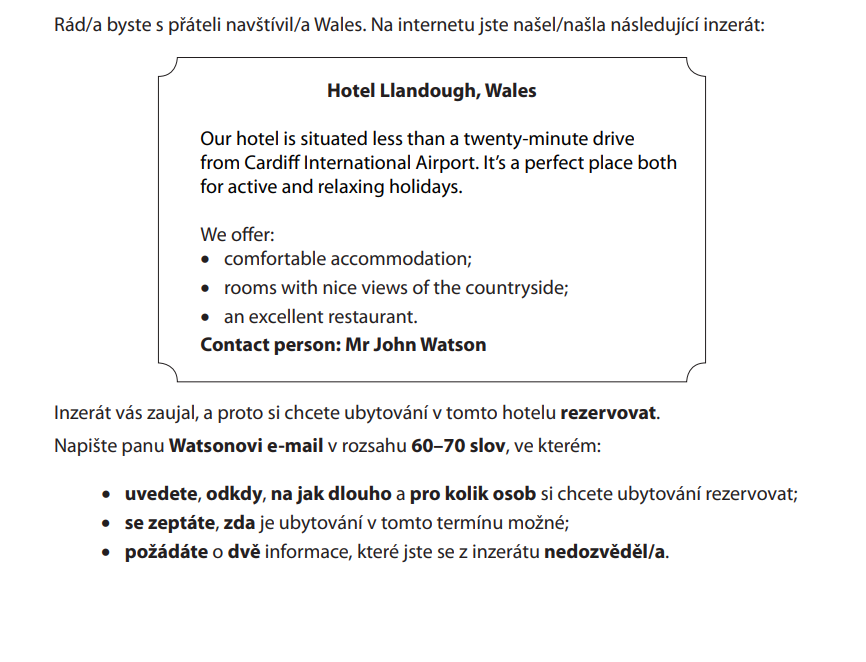 Rád/a byste s přáteli navštívil/a Wales. Na internetu jste našel/našla následující inzerát:
Hotel Llandough, Wales
Our hotel is situated less than a twenty-minute drive
from Cardiff International Airport. It's a perfect place both
for active and relaxing holidays.
We offer:
• comfortable accommodation;
• rooms with nice views of the countryside;
• an excellent restaurant.
Contact person: Mr John Watson
Inzerát vás zaujal, a proto si chcete ubytování v tomto hotelu rezervovat.
Napište panu Watsonovi e-mail v rozsahu 60–70 slov, ve kterém:
• uvedete, odkdy, na jak dlouho a pro kolik osob si chcete ubytování rezervovat;
• se zeptáte, zda je ubytování v tomto termínu možné;
• požádáte o dvě informace, které jste se z inzerátu nedozvěděl/a.